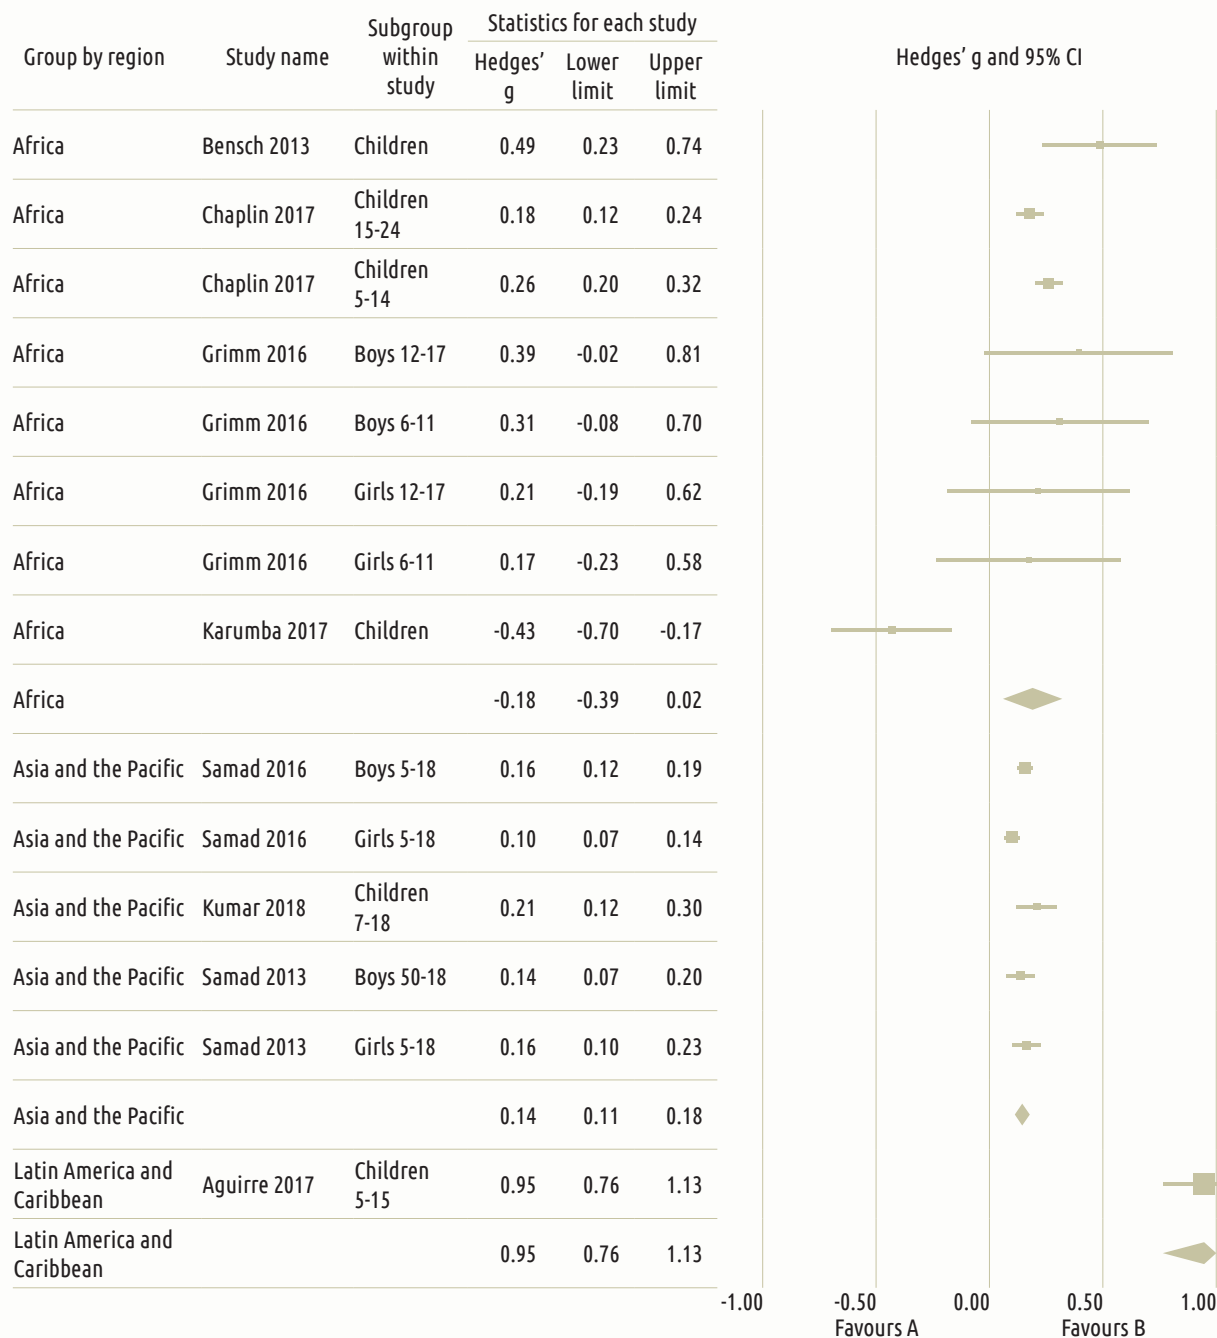 Group by region Study name Subgroup within study Statistics for each study Hedges' g and 95% CI
Hedges' g Lower limit Upper limit
Africa Bensch 2013 Children 0.49 0.23 0.74
Africa Chaplin 2017 Children 15-24 0.18 0.12 0.24
Africa Chaplin 2017 Children 5-14 0.26 0.20 0.32
Africa Grimm 2016 Boys 12-17 0.39 -0.02 0.81
Africa Grimm 2016 Boys 6-11 0.31 -0.08 0.70
Africa Grimm 2016 Girls 12-17 0.21 -0.19 0.62
Africa Grimm 2016 Girls 6-11 0.17 -0.23 0.58
Africa Karumba 2017 Children -0.43 -0.70 -0.17
Africa -0.18 -0.39 0.02
Asia and the Pacific Samad 2016 Boys 5-18 0.16 0.12 0.19
Asia and the Pacific Samad 2016 Girls 5-18 0.10 0.07 0.14
Asia and the Pacific Kumar 2018 Children 7-18 0.21 0.12 0.30
Asia and the Pacific Samad 2013 Boys 50-18 0.14 0.07 0.20
Asia and the Pacific Samad 2013 Girls 5-18 0.16 0.10 0.23
Asia and the Pacific 0.14 0.11 0.18
Latin America and Caribbean Aguirre 2017 Children 5-15 0.95 0.76 1.13
Latin America and Caribbean 0.95 0.76 1.13
-1.00 -0.50 0.00 0.50 1.00
Favours A Favours B